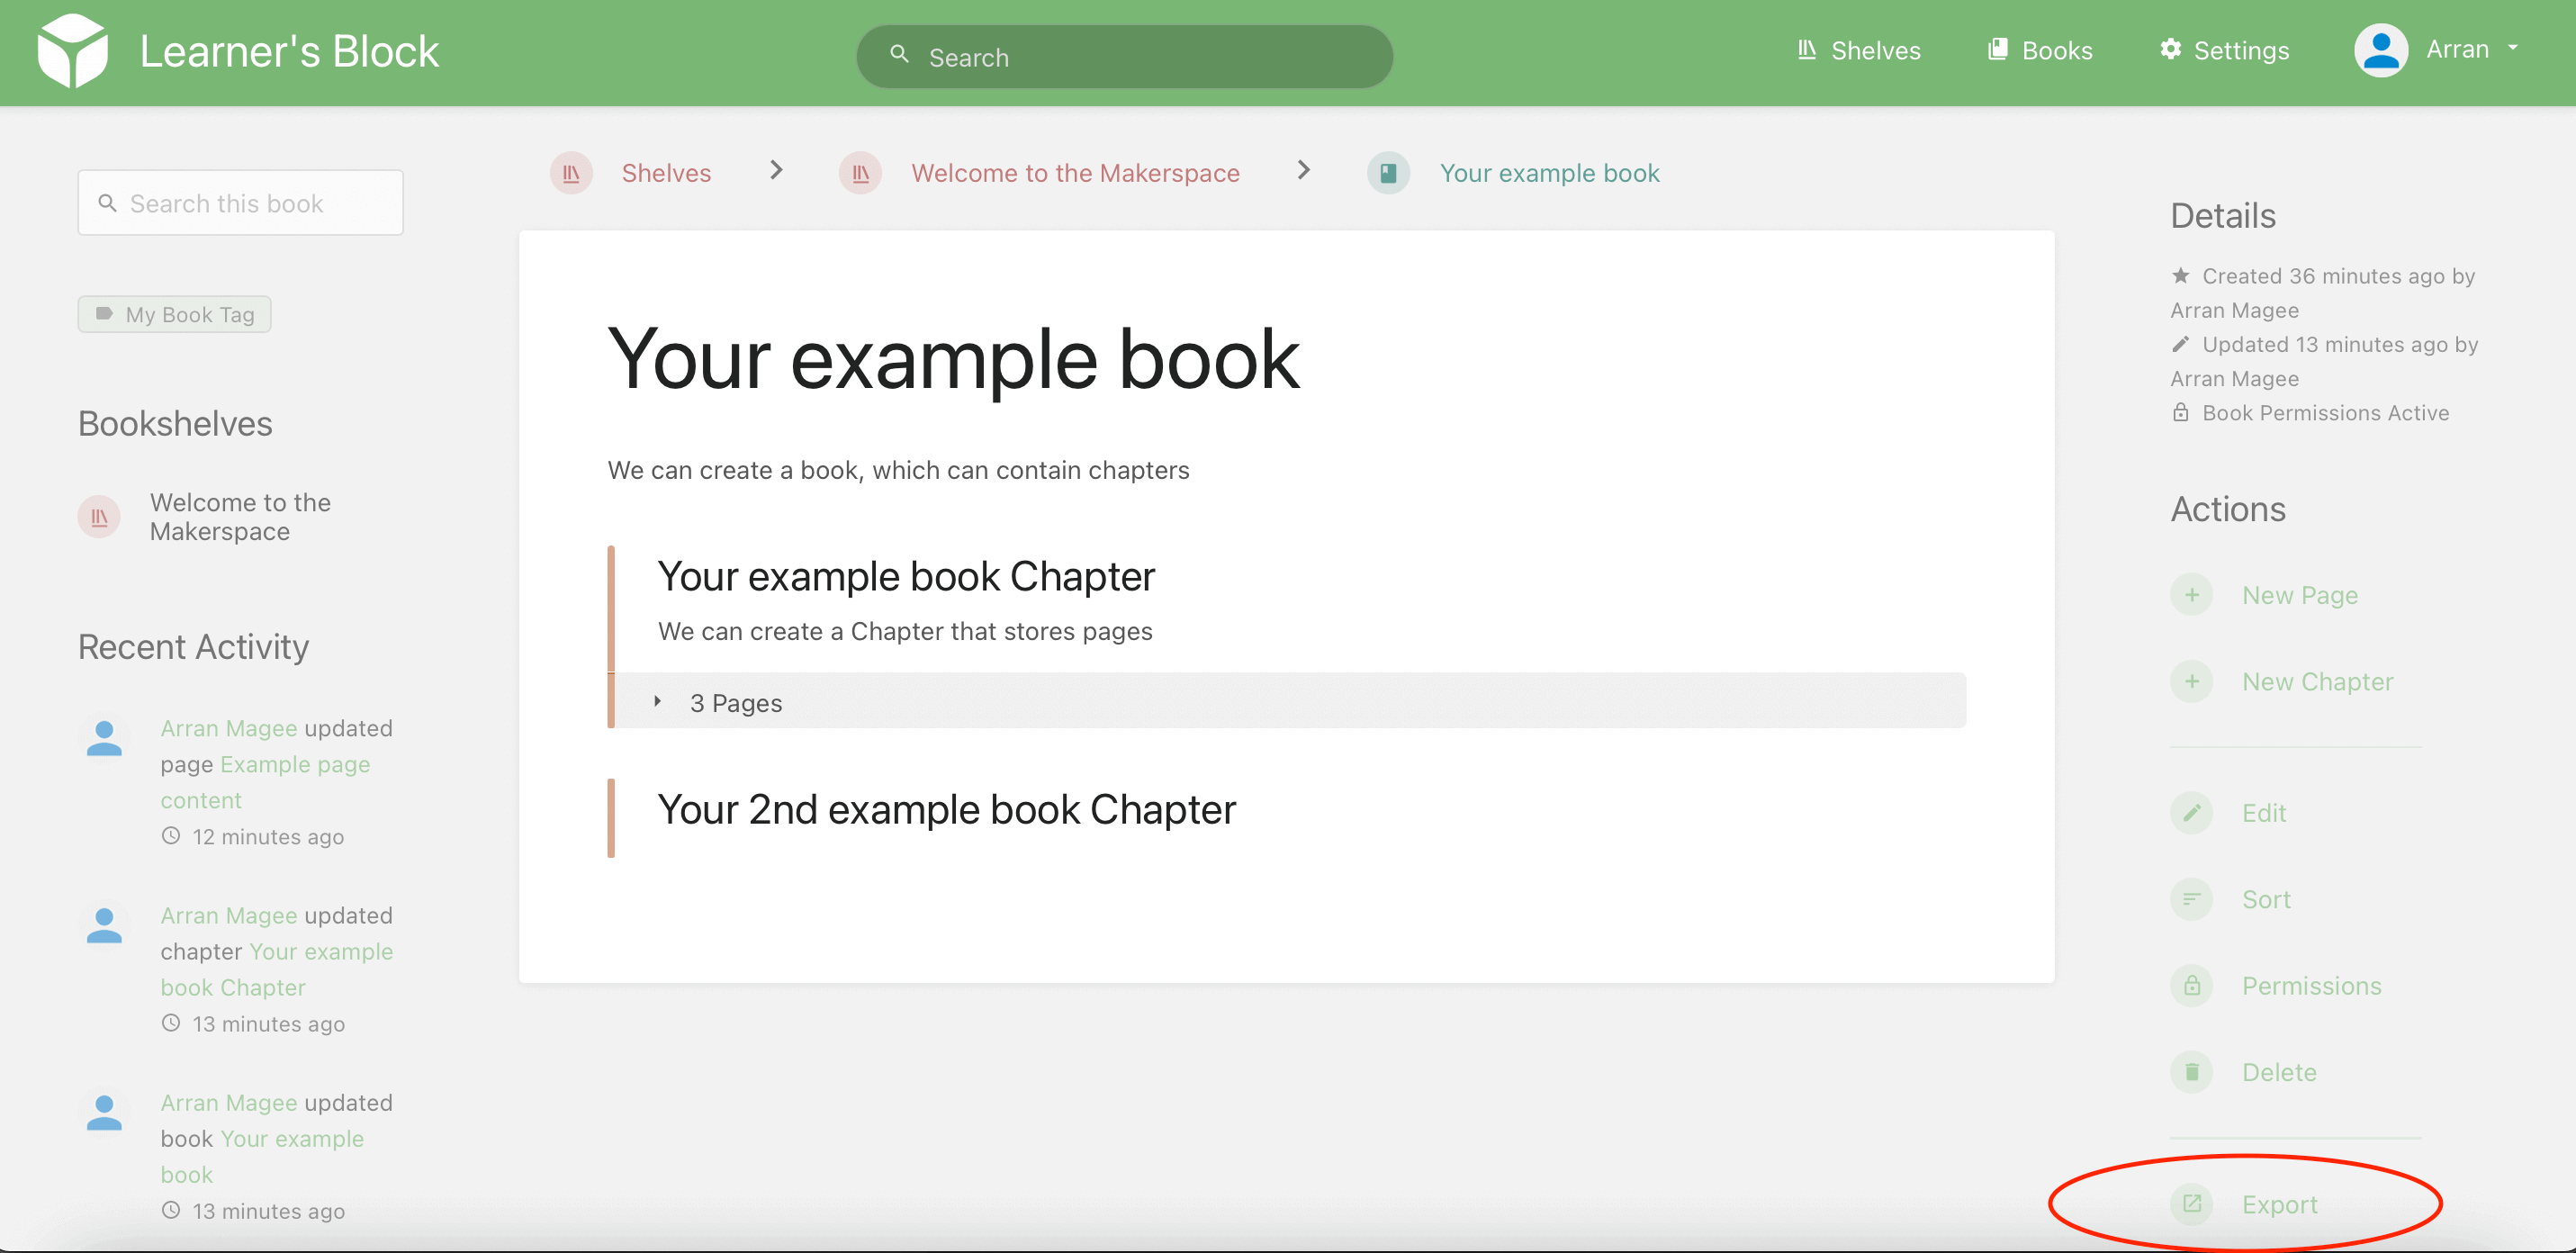 Learner's Block
Search
Shelves
Books
Settings
Arran
Search this book
My Book Tag
Bookshelves
Welcome to the
Makerspace
Recent Activity
Arran Magee updated
page Example page
content
12 minutes ago
Arran Magee updated
chapter Your example
book Chapter
13 minutes ago
Arran Magee updated
book Your example
book
13 minutes ago
Shelves
Welcome to the Makerspace
Your example book
Your example book
We can create a book, which can contain chapters
Your example book Chapter
We can create a Chapter that stores pages
3 Pages
Your 2nd example book Chapter
Details
Created 36 minutes ago by
Arran Magee
Updated 13 minutes ago by
Arran Magee
Book Permissions Active
Actions
New Page
New Chapter
Edit
Sort
Permissions
Delete
Export